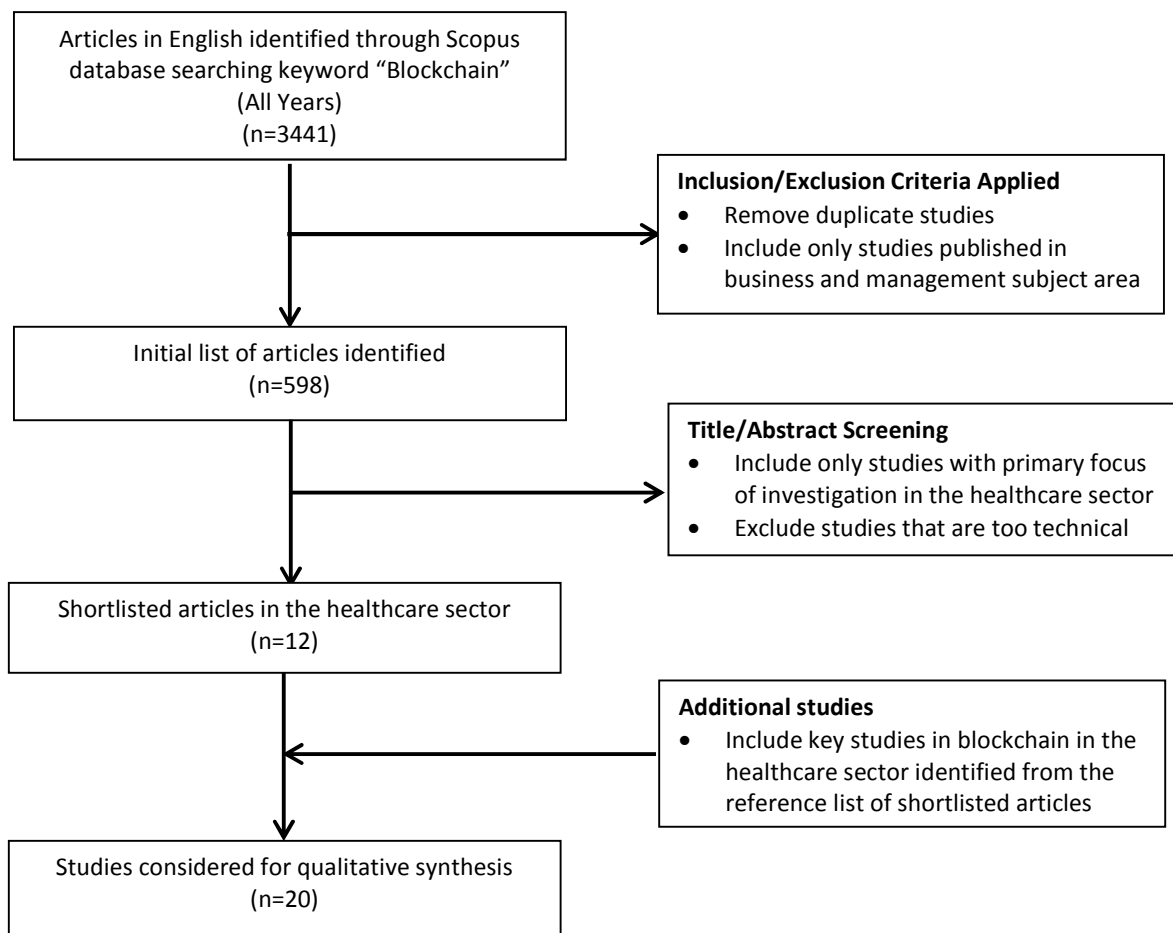 Articles in English identified through Scopus
database searching keyword “Blockchain”
(All Years)
(n=3441)
Inclusion/Exclusion Criteria Applied
• Remove duplicate studies
• Include only studies published in
business and management subject area
Initial list of articles identified
(n=598)
Title/Abstract Screening
• Include only studies with primary focus
of investigation in the healthcare sector
• Exclude studies that are too technical
Shortlisted articles in the healthcare sector
(n=12)
Additional studies
• Include key studies in blockchain in the
healthcare sector identified from the
reference list of shortlisted articles
Studies considered for qualitative synthesis
(n=20)